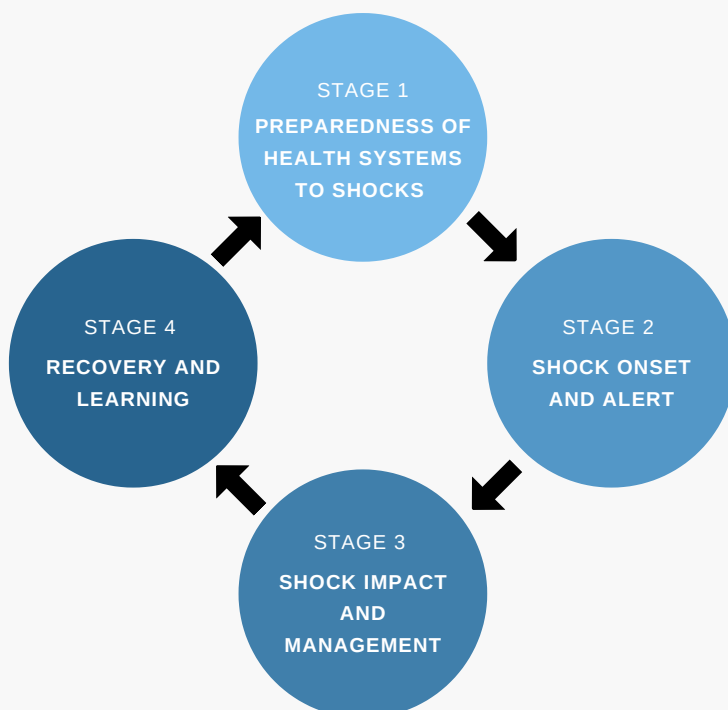 STAGE 1
PREPAREDNESS OF
HEALTH SYSTEMS
TO SHOCKS
STAGE 2
SHOCK ONSET
AND ALERT
STAGE 3
SHOCK IMPACT
AND
MANAGEMENT
STAGE 4
RECOVERY AND
LEARNING